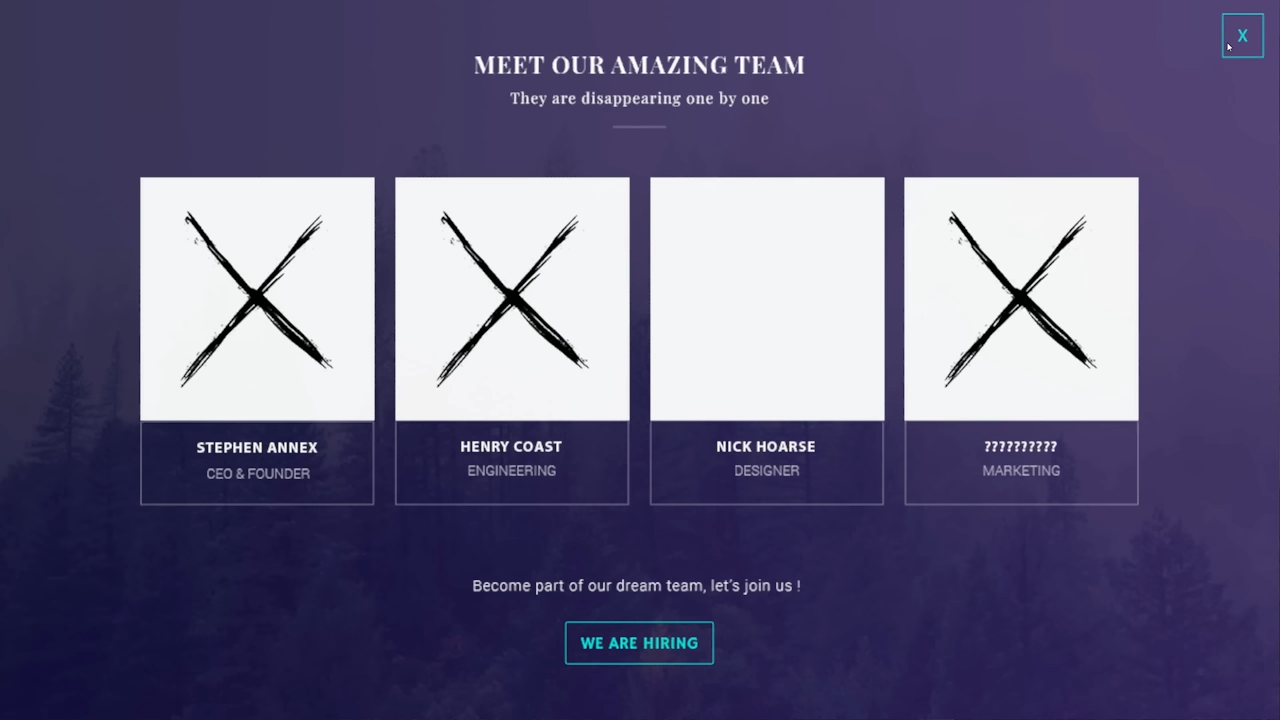 X
MEET OUR AMAZING TEAM
They are disappearing one by one
STEPHEN ANNEX
CEO & FOUNDER
HENRY COAST
ENGINEERING
NICK HOARSE
DESIGNER
??????????
MARKETING
Become part of our dream team, let's join us !
WE ARE HIRING